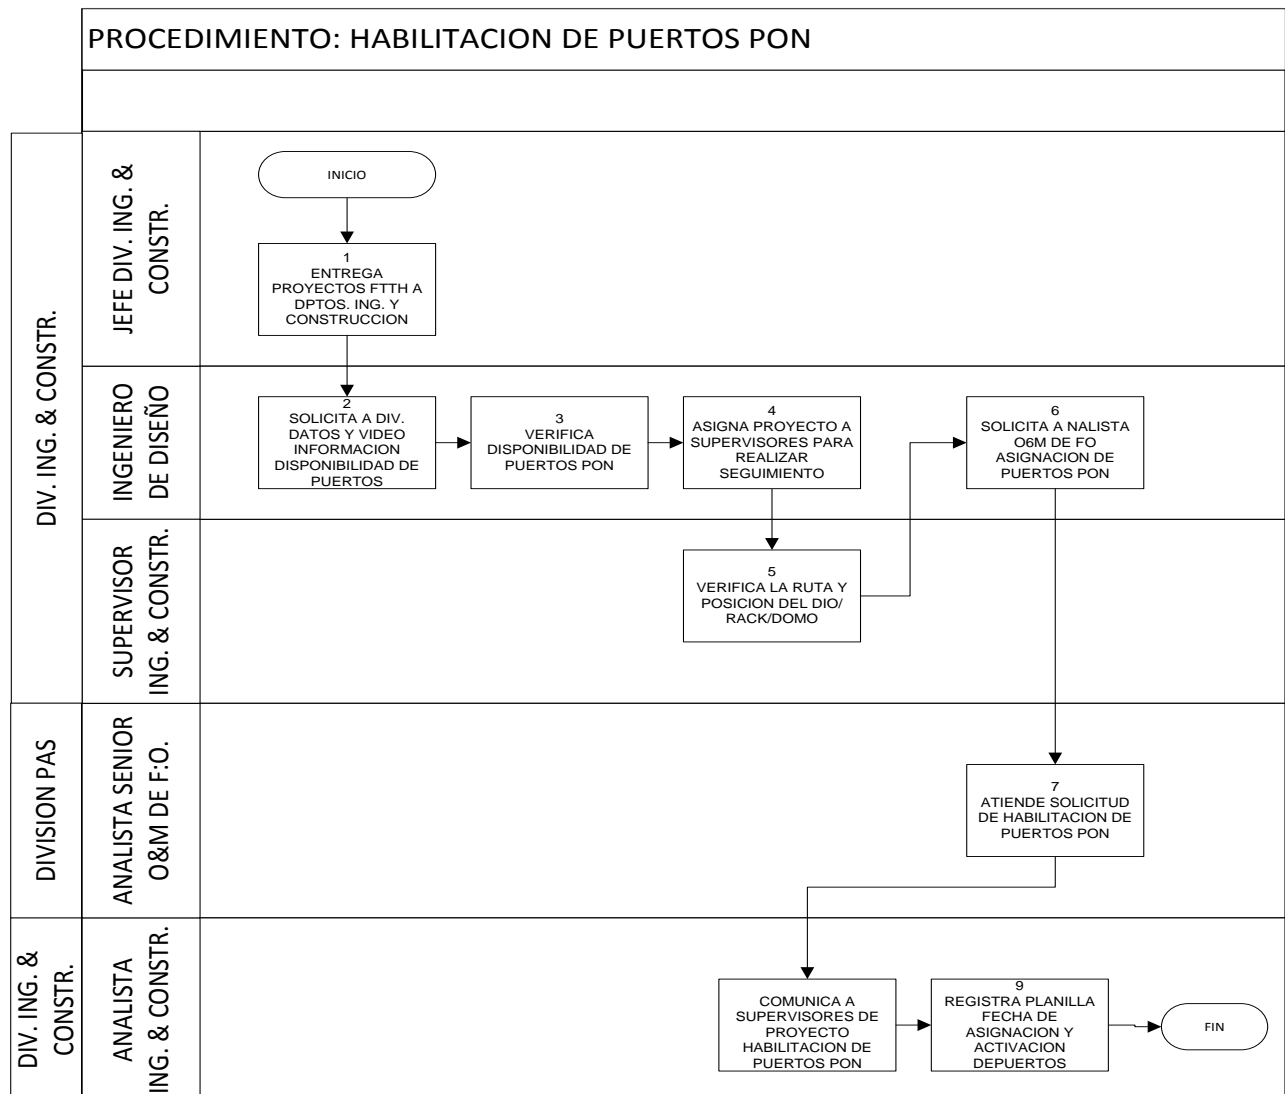 PROCEDIMIENTO: HABILITACION DE PUERTOS PON
DIV. ING. & CONSTR.
JEFE DIV. ING. &
CONSTR.
INICIO
1
ENTREGA
PROYECTOS FTTH A
DPTOS. ING. Y
CONSTRUCCION
INGENIERO
DE DISEÑO
2
SOLICITA A DIV.
DATOS Y VIDEO
INFORMACION
DISPONIBILIDAD DE
PUERTOS
3
VERIFICA
DISPONIBILIDAD DE
PUERTOS PON
4
ASIGNA PROYECTO A
SUPERVISORES PARA
REALIZAR
SEGUIMIENTO
6
SOLICITA A NALISTA
O6M DE FO
ASIGNACION DE
PUERTOS PON
SUPERVISOR
ING. & CONSTR.
5
VERIFICA LA RUTA Y
POSICION DEL DIO/
RACK/DOMO
DIVISION PAS
ANALISTA SENIOR
O&M DE F:O.
7
ATIENDE SOLICITUD
DE HABILITACION DE
PUERTOS PON
DIV. ING. &
CONSTR.
ANALISTA
ING. & CONSTR.
COMUNICA A
SUPERVISORES DE
PROYECTO
HABILITACION DE
PUERTOS PON
9
REGISTRA PLANILLA
FECHA DE
ASIGNACION Y
ACTIVACION
DEPUERTOS
FIN